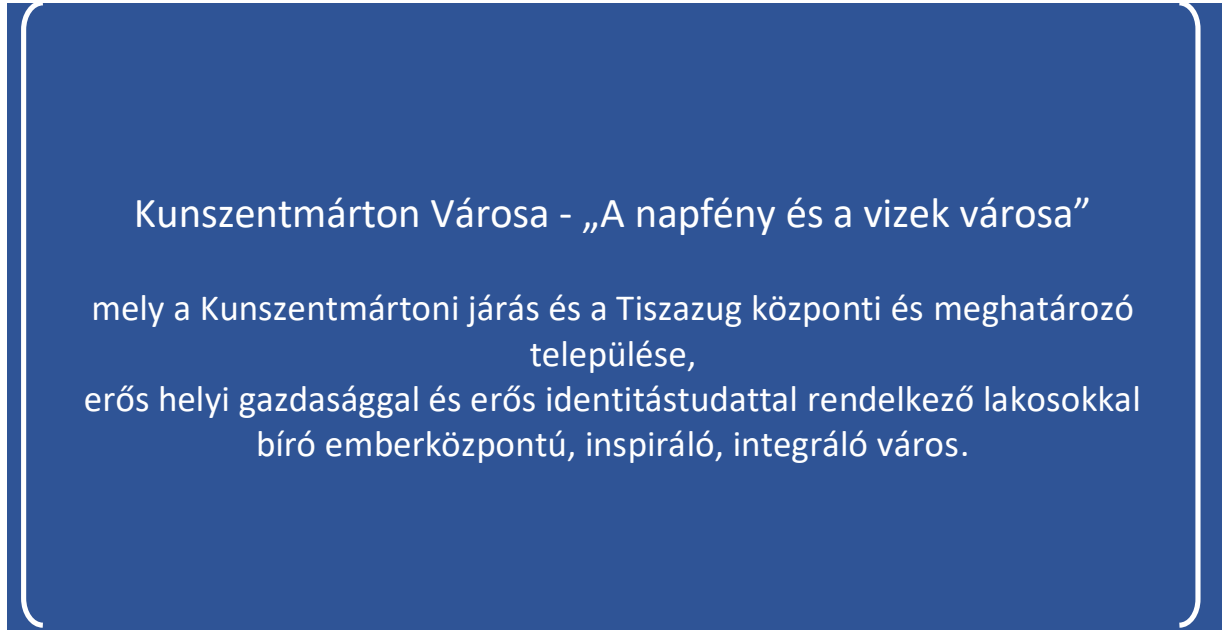 Kunszentmárton Városa - „A napfény és a vizek városa”
mely a Kunszentmártoni járás és a Tiszazug központi és meghatározó
települése,
erős helyi gazdasággal és erős identitástudattal rendelkező lakosokkal
bíró emberközpontú, inspiráló, integráló város.